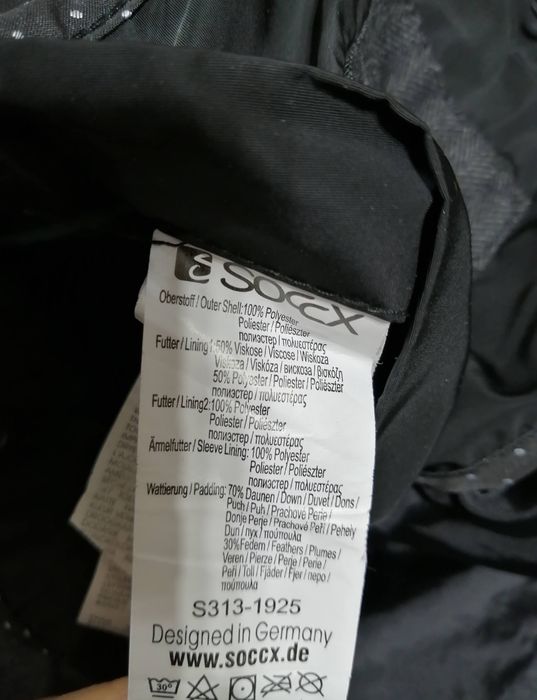 SOCCX
Oberstoff / Outer Shell:100% Polyester
Poliester / Poliészter
полиэстер / πολυεστέρας
Futter / Lining1:50% Viskose / Viscose / Wiskoza
Viskoza / Viskóza / вискоза / βισκόζη
50% Polyester / Poliester / Poliészter
полиэстер / πολυεστέρας
Futter / Lining2:100% Polyester
Poliester / Poliészter
полиэстер / πολυεστέρας
Ärmelfutter / Sleeve Lining: 100% Polyester
Poliester / Poliészter
полиэстер / πολυεστέρας
Wattierung / Padding: 70% Daunen / Down / Duvet / Dons /
Puch / Puh / Prachové Perie /
Donje Perje / Prachové Peří / Pehely
Dun / пух / πούπουλα
30% Federn / Feathers / Plumes /
Veren / Pierze / Perje / Perie /
Peří / Toll / Fjäder / Fjer / перо /
πούπουλα
S313-1925
Designed in Germany
www.soccx.de
30°